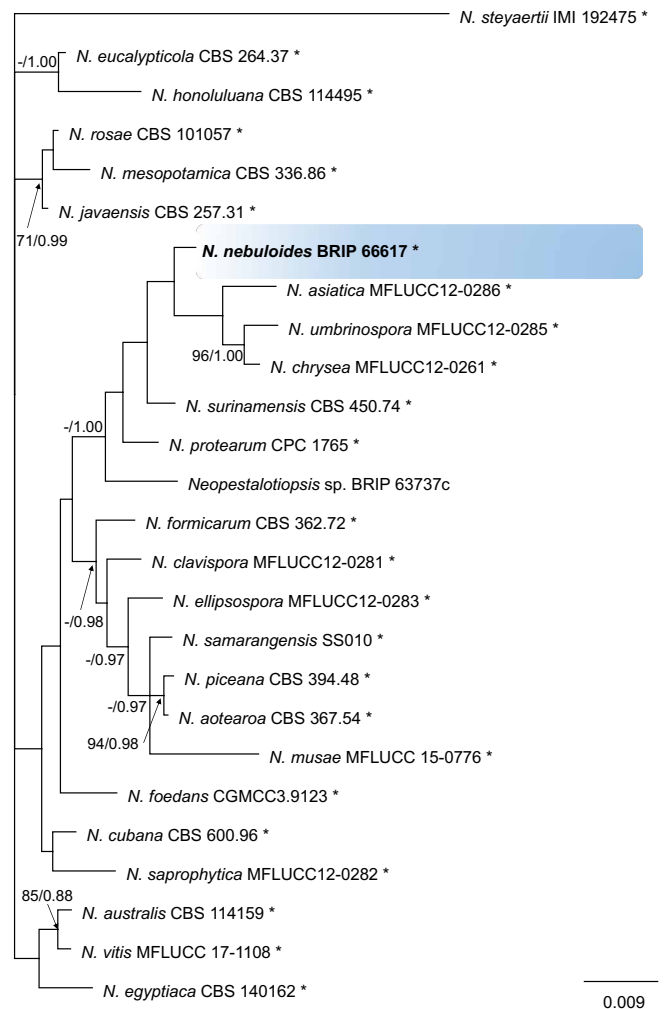 N. steyaertii IMI 192475 *
-/1.00
N. eucalypticola CBS 264.37 *
N. honoluluana CBS 114495 *
N. rosae CBS 101057 *
N. mesopotamica CBS 336.86 *
N. javaensis CBS 257.31 *
71/0.99
N. nebuloides BRIP 66617 *
N. asiatica MFLUCC12-0286 *
N. umbrinospora MFLUCC12-0285 *
96/1.00
N. chrysea MFLUCC12-0261 *
N. surinamensis CBS 450.74 *
-/1.00
N. protearum CPC 1765 *
Neopestalotiopsis sp. BRIP 63737c
N. formicarum CBS 362.72 *
N. clavispora MFLUCC12-0281 *
N. ellipsospora MFLUCC12-0283 *
-/0.98
N. samarangensis SS010 *
-/0.97
N. piceana CBS 394.48 *
-/0.97
N. aotearoa CBS 367.54 *
94/0.98
N. musae MFLUCC 15-0776 *
N. foedans CGMCC3.9123 *
N. cubana CBS 600.96 *
N. saprophytica MFLUCC12-0282 *
85/0.88
N. australis CBS 114159 *
N. vitis MFLUCC 17-1108 *
N. egyptiaca CBS 140162 *
0.009